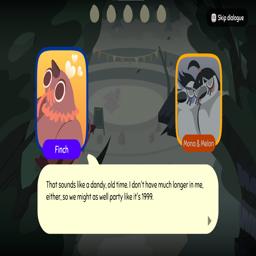 Skip dialogue
Finch
Mona & Melon
That sounds like a dandy, old time. I don't have much longer in me,
either, so we might as well party like it's 1999.